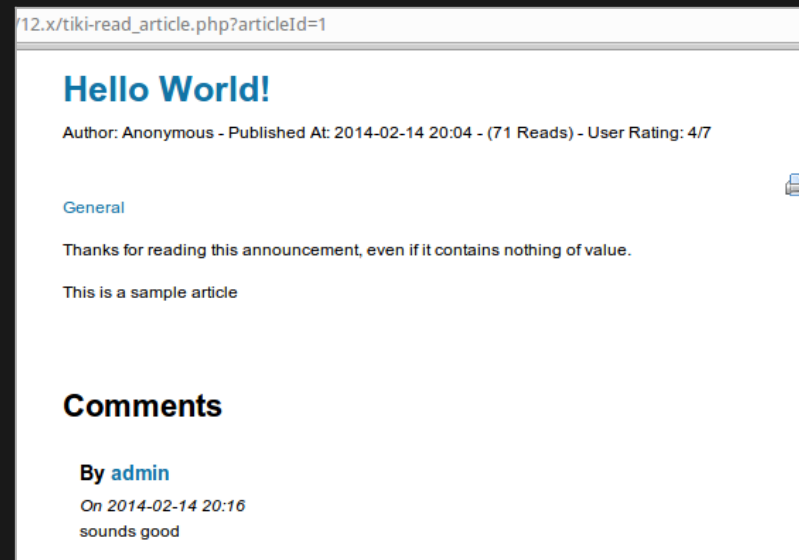 /12.x/tiki-read_article.php?articleId=1
Hello World!
Author: Anonymous - Published At: 2014-02-14 20:04 - (71 Reads) - User Rating: 4/7
General
Thanks for reading this announcement, even if it contains nothing of value.
This is a sample article
Comments
By admin
On 2014-02-14 20:16
sounds good